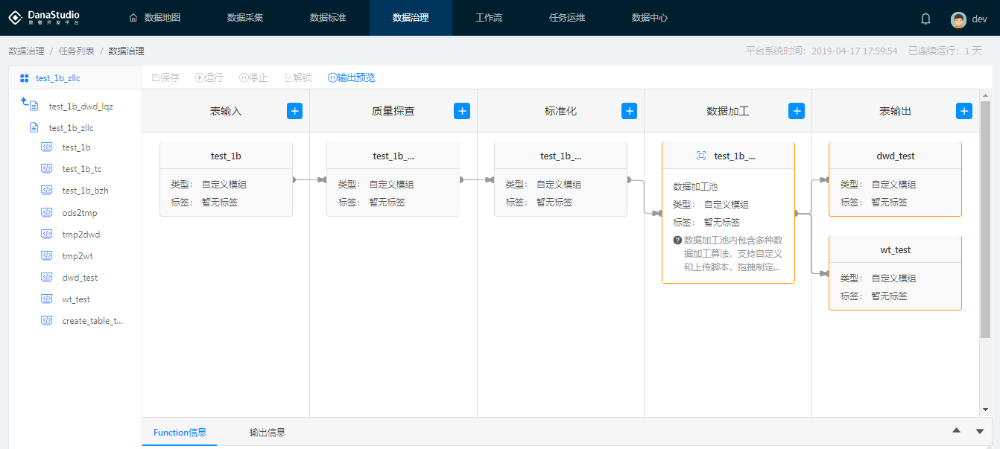 DanaStudio
数智开发平台
数据地图 数据采集 数据标准 数据治理 工作流 任务运维 数据中心 dev
数据治理 / 任务列表 / 数据治理 平台系统时间：2019-04-17 17:59:54 已连续运行：1 天
test_1b_zllc
保存 运行 停止 解锁 输出预览
test_1b_dwd_lqz
test_1b_zllc
test_1b
test_1b_tc
test_1b_bzh
ods2tmp
tmp2dwd
tmp2wt
dwd_test
wt_test
create_table_t...
表输入 质量探查 标准化 数据加工 表输出
test_1b
类型： 自定义模组
标签： 暂无标签
test_1b_...
类型： 自定义模组
标签： 暂无标签
test_1b_...
类型： 自定义模组
标签： 暂无标签
test_1b_...
数据加工池
类型： 自定义模组
标签： 暂无标签
数据加工池内包含多种数
据加工算法，支持自定义
和上传脚本，拖拽制定...
dwd_test
类型： 自定义模组
标签： 暂无标签
wt_test
类型： 自定义模组
标签： 暂无标签
Function信息 输出信息